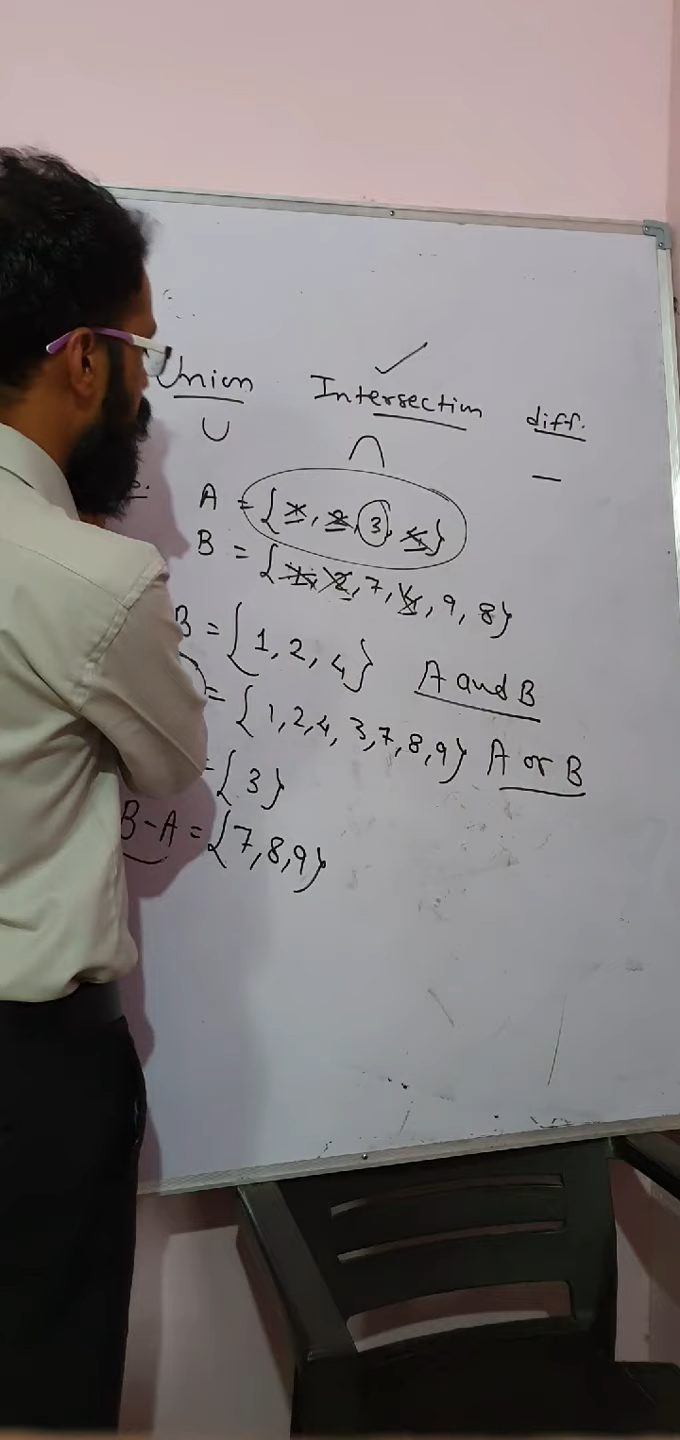 Union Intersection diff.
∪ ∩ −
A = {1, 2, 3, 4}
B = {1, 2, 7, 4, 9, 8}
B = {1, 2, 4} A and B
= {1, 2, 4, 3, 7, 8, 9} A or B
= {3}
B-A = {7, 8, 9}